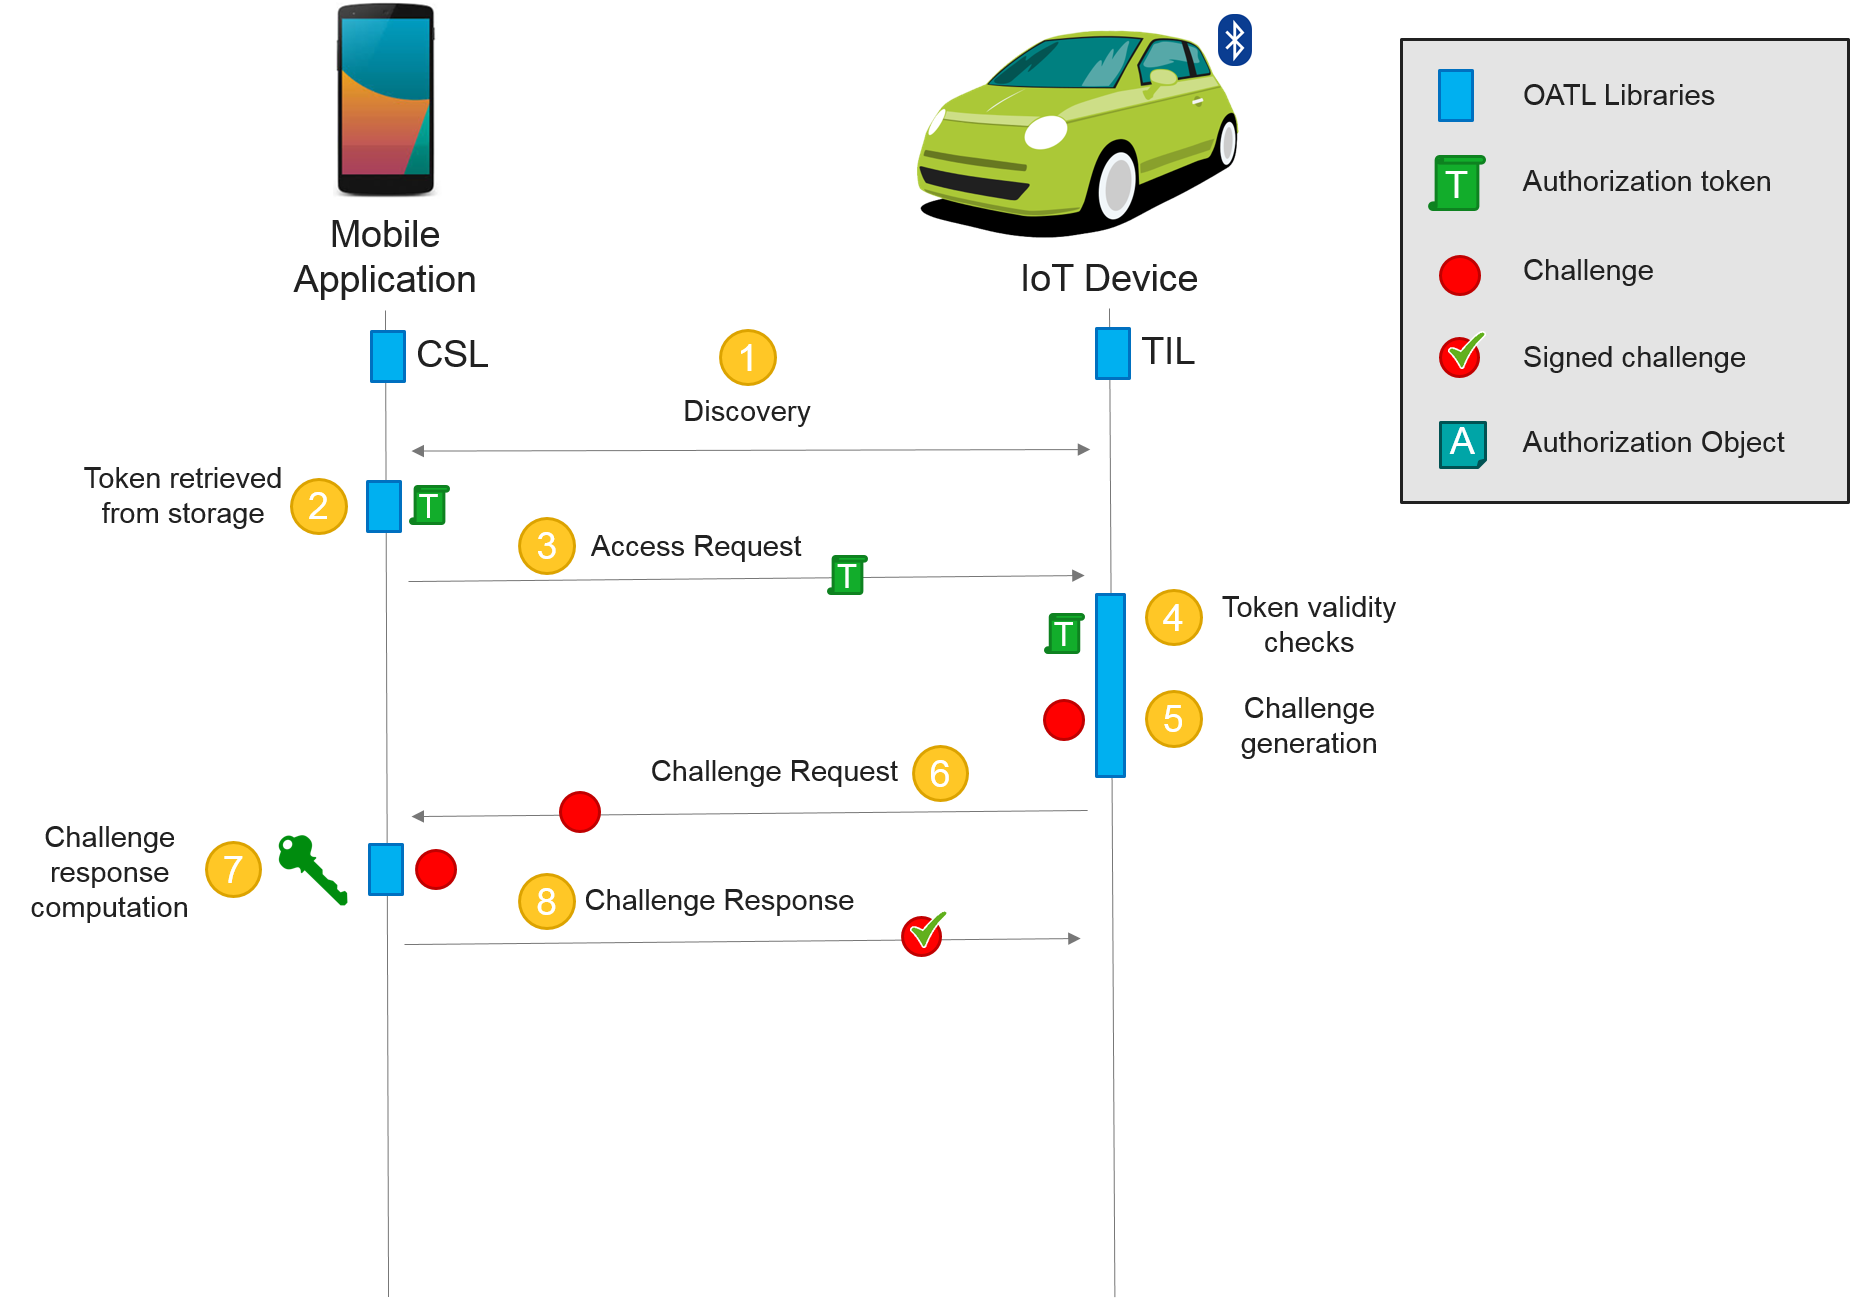 Mobile
Application
IoT Device
CSL
1
TIL
Discovery
Token retrieved
from storage
2
T
3
Access Request
T
T
4
Token validity
checks
5
Challenge
generation
Challenge Request
6
Challenge
response
computation
7
8
Challenge Response
OATL Libraries
T
Authorization token
Challenge
Signed challenge
A
Authorization Object